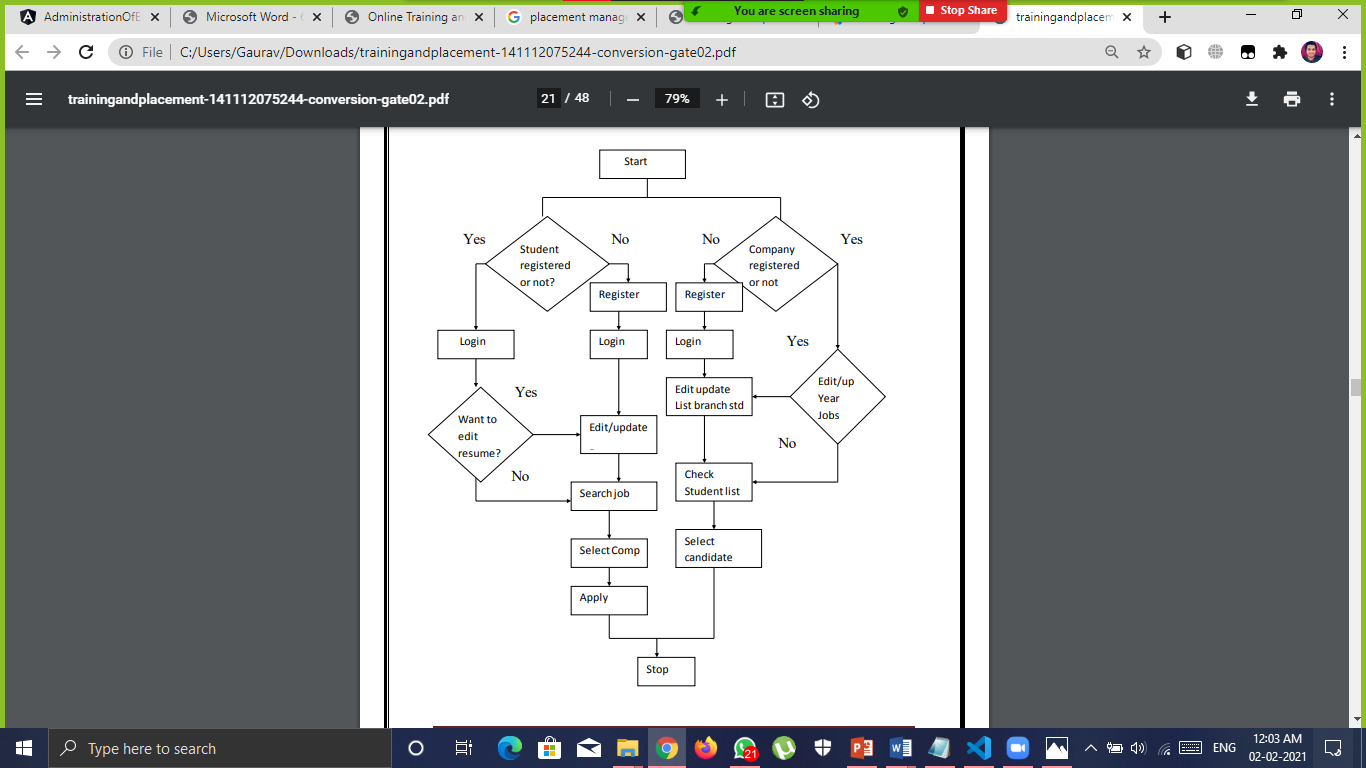 AdministrationOfE
Microsoft Word -
Online Training an
placement manag
You are screen sharing
Stop Share
trainingandplacem
File
C:/Users/Gaurav/Downloads/trainingandplacement-141112075244-conversion-gate02.pdf
trainingandplacement-141112075244-conversion-gate02.pdf
21 / 48
79%
Start
Yes
Student
registered
or not?
No
No
Company
registered
or not
Yes
Register
Register
Login
Login
Login
Yes
Edit/up
Year
Jobs
Edit update
List branch std
Yes
Want to
edit
resume?
Edit/update
No
No
Check
Student list
Search job
Select Comp
Select
candidate
Apply
Stop
Type here to search
21
ENG
12:03 AM
02-02-2021